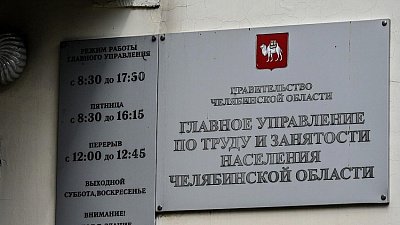 РЕЖИМ РАБОТЫ
ГЛАВНОГО УПРАВЛЕНИЯ
с 8:30 до 17:50
ПЯТНИЦА
с 8:30 до 16:15
ПЕРЕРЫВ
с 12:00 до 12:45
ВЫХОДНОЙ
СУББОТА, ВОСКРЕСЕНЬЕ
ВНИМАНИЕ!
ПРАВИТЕЛЬСТВО
ЧЕЛЯБИНСКОЙ ОБЛАСТИ
ГЛАВНОЕ УПРАВЛЕНИЕ
ПО ТРУДУ И ЗАНЯТОСТИ
НАСЕЛЕНИЯ
ЧЕЛЯБИНСКОЙ ОБЛАСТИ